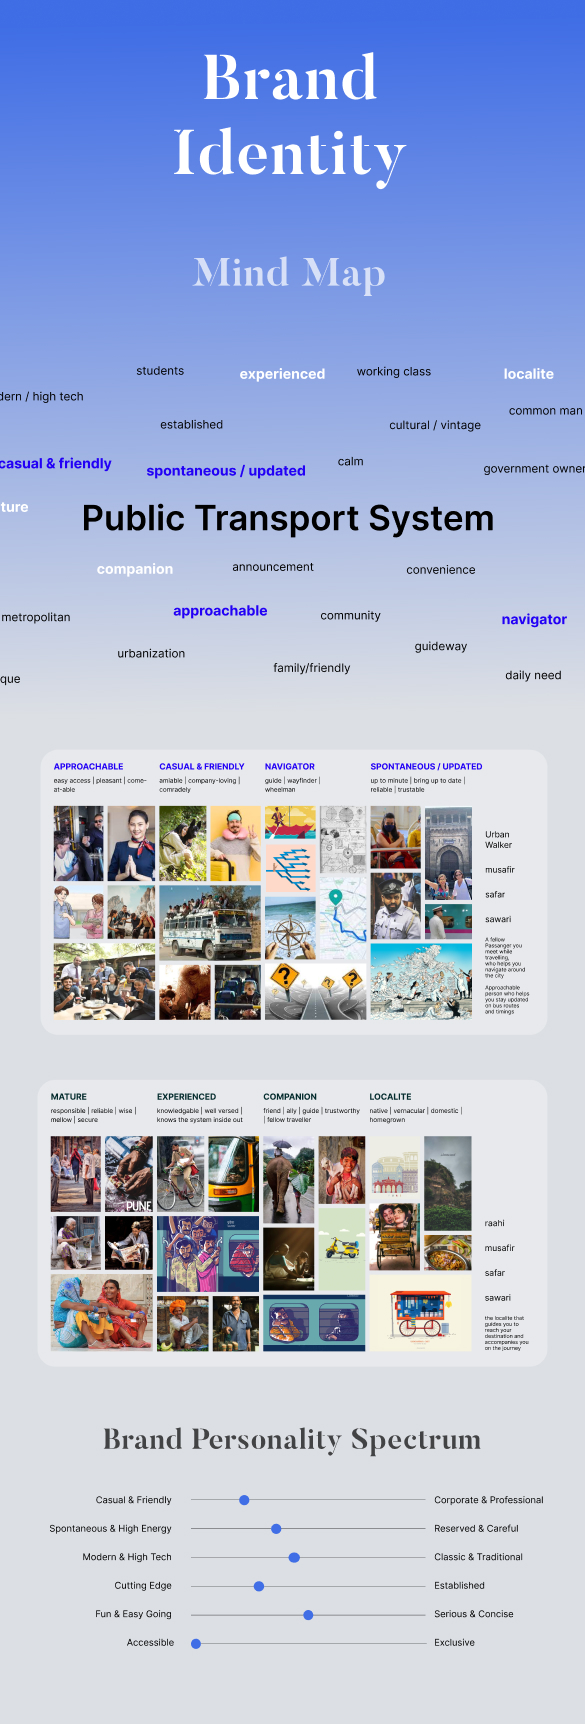 Brand
Identity
Mind Map
students
experienced
working class
localite
dern / high tech
common man
established
cultural / vintage
casual & friendly
spontaneous / updated
calm
government owner
ture
Public Transport System
companion
announcement
convenience
metropolitan
approachable
community
navigator
urbanization
guideway
family/friendly
daily need
que
APPROACHABLE
easy access | pleasant | come-
at-able
CASUAL & FRIENDLY
amiable | company-loving |
comradely
NAVIGATOR
guide | wayfinder |
wheelman
SPONTANEOUS / UPDATED
up to minute | bring up to date |
reliable | trustable
Urban
Walker
musafir
safar
sawari
A fellow
Passanger you
meet while
travelling,
who helps you
navigate around
the city
Approachable
person who helps
you stay updated
on bus routes
and timings
MATURE
responsible | reliable | wise |
mellow | secure
EXPERIENCED
knowledgable | well versed |
knows the system inside out
COMPANION
friend | ally | guide | trustworthy
| fellow traveller
LOCALITE
native | vernacular | domestic |
homegrown
PUNE
raahi
musafir
safar
sawari
the localite that
guides you to
reach your
destination and
accompanies you
on the journey
Brand Personality Spectrum
Casual & Friendly
Corporate & Professional
Spontaneous & High Energy
Reserved & Careful
Modern & High Tech
Classic & Traditional
Cutting Edge
Established
Fun & Easy Going
Serious & Concise
Accessible
Exclusive